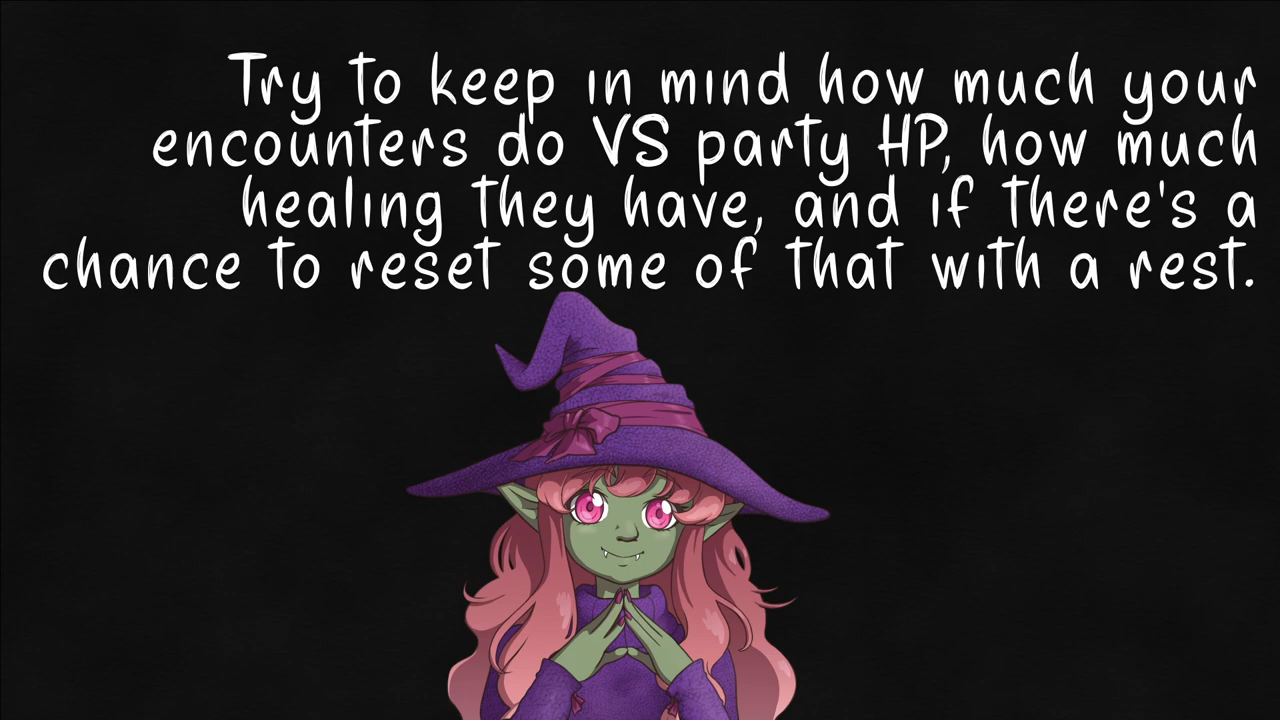 Try to keep in mind how much your
encounters do VS party HP, how much
healing they have, and if there's a
chance to reset some of that with a rest.